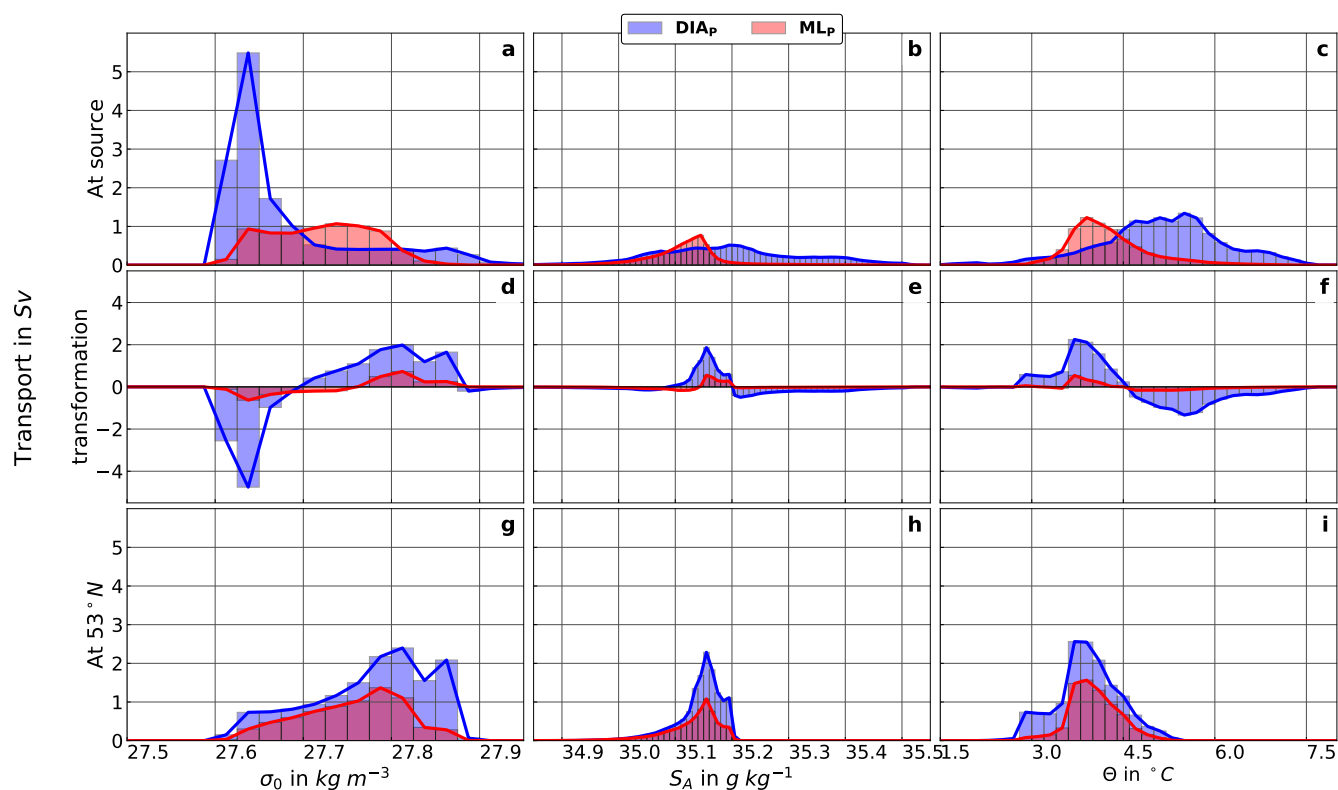 DIA_P ML_P
a b c
At source
5
4
3
2
1
0
d e f
transformation
4
2
0
−2
−4
Transport in Sv
g h i
At 53°N
5
4
3
2
1
0
27.5 27.6 27.7 27.8 27.9 34.9 35.0 35.1 35.2 35.3 35.4 35.5 1.5 3.0 4.5 6.0 7.5
σ₀ in kg m⁻³ S_A in g kg⁻¹ Θ in °C